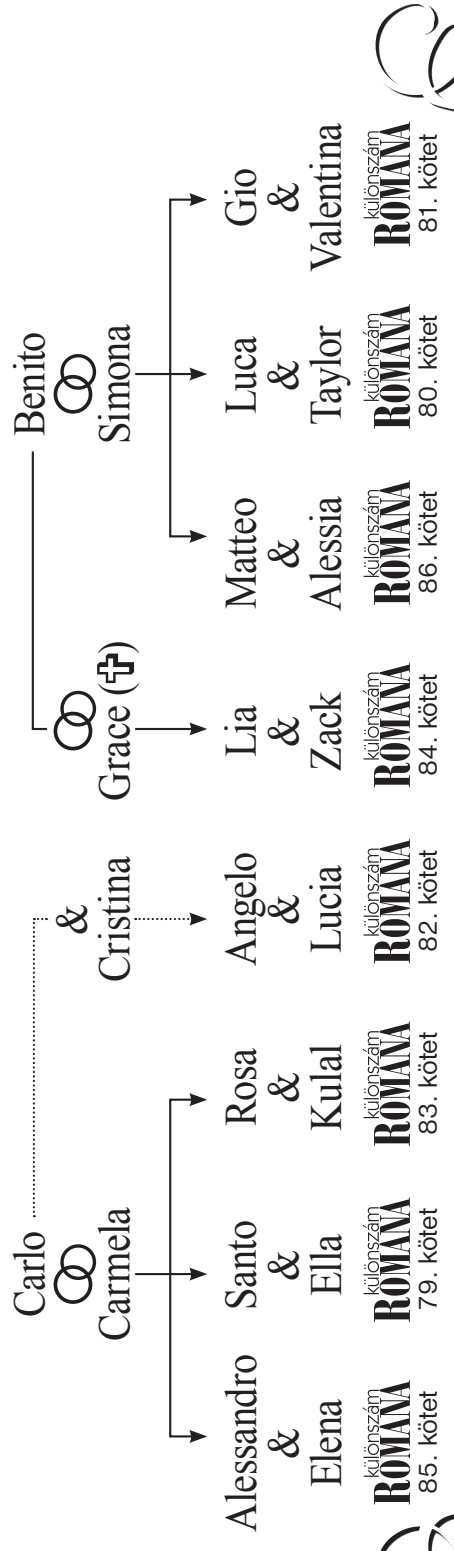 Carlo
Carmela
&
Cristina
Grace (✝)
Benito
Simona
Alessandro
&
Elena
Santo
&
Ella
Rosa
&
Kulal
Angelo
&
Lucia
Lia
&
Zack
Matteo
&
Alessia
Luca
&
Taylor
Gio
&
Valentina
különszám
ROMANA
85. kötet
különszám
ROMANA
79. kötet
különszám
ROMANA
83. kötet
különszám
ROMANA
82. kötet
különszám
ROMANA
84. kötet
különszám
ROMANA
86. kötet
különszám
ROMANA
80. kötet
különszám
ROMANA
81. kötet